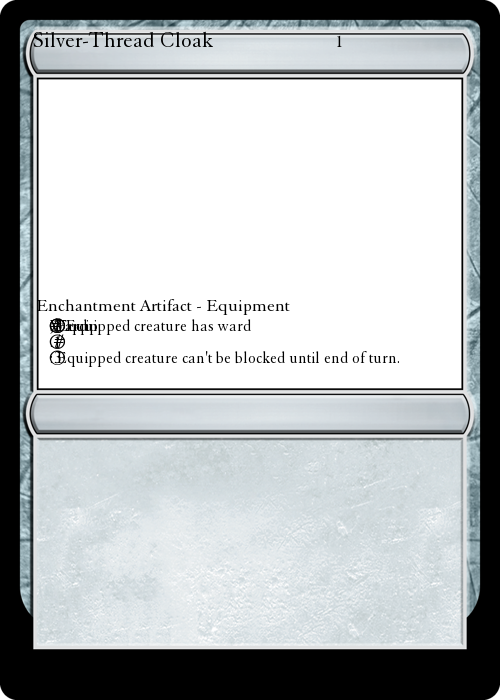 Silver-Thread Cloak 1
Enchantment Artifact - Equipment
Equipped creature has ward
Equipped creature can't be blocked until end of turn.